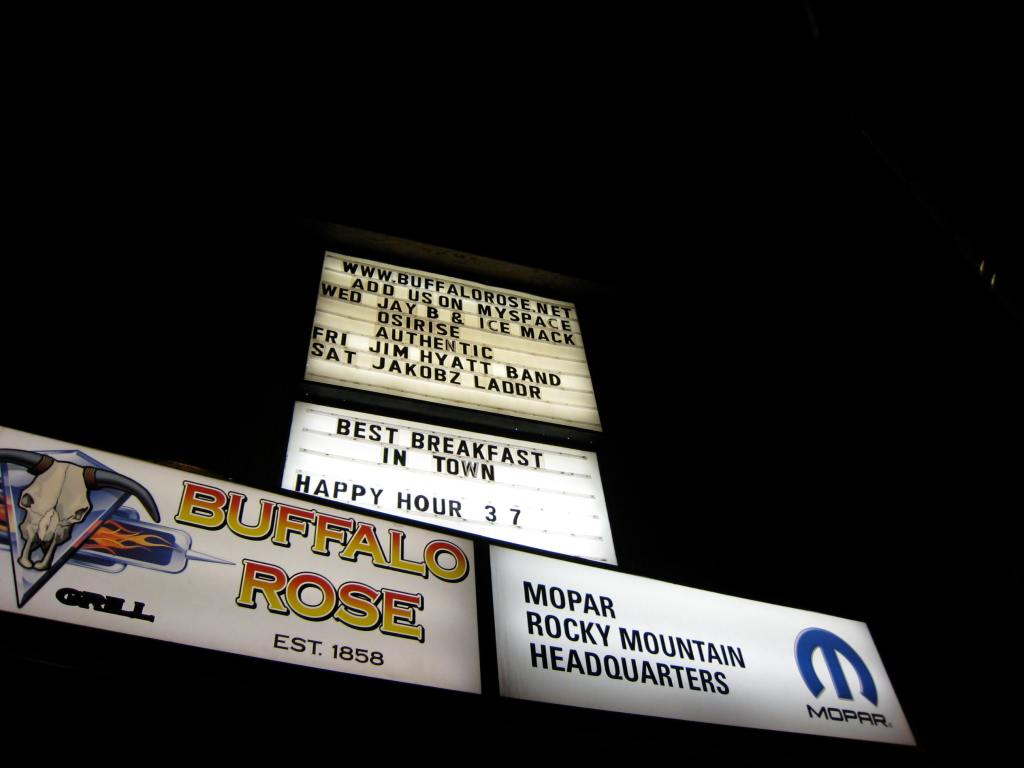 WWW.BUFFALOROSE.NET
ADD US ON MYSPACE
WED JAY B & ICE MACK
OSIRISE
AUTHENTIC
FRI JIM HYATT BAND
SAT JAKOBZ LADDR
BEST BREAKFAST
IN TOWN
HAPPY HOUR 3 7
BUFFALO
ROSE
GRILL
EST. 1858
MOPAR
ROCKY MOUNTAIN
HEADQUARTERS
MOPAR